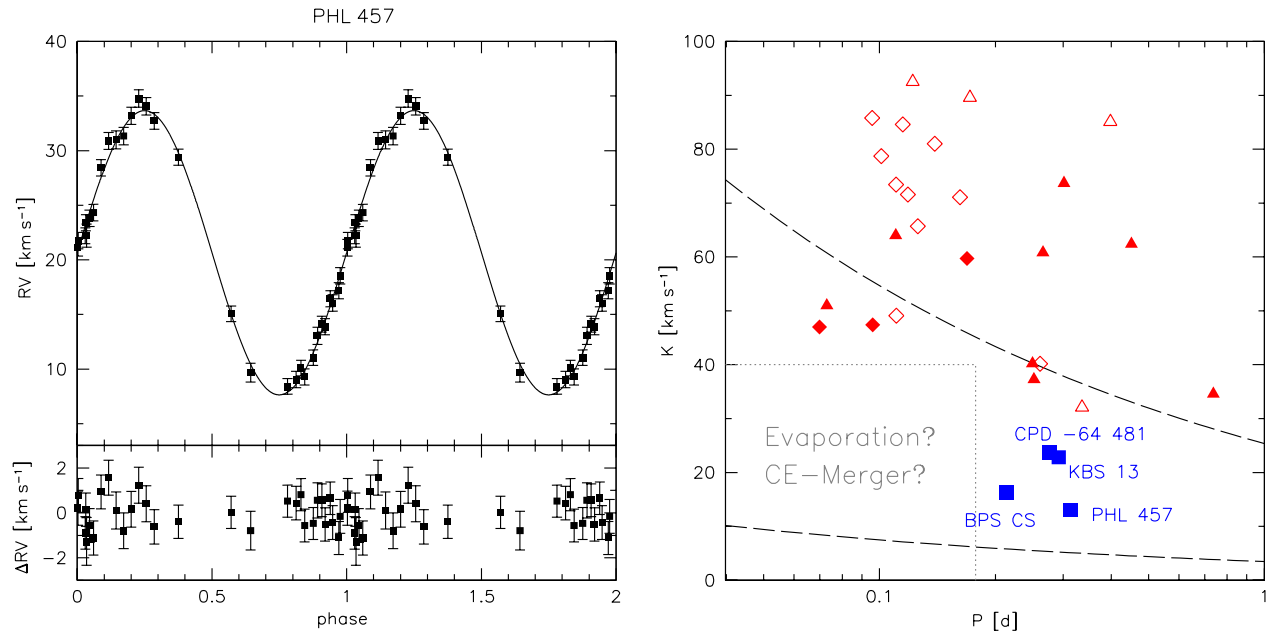 PHL 457
40
30
20
10
RV [km s⁻¹]
2
0
−2
ΔRV [km s⁻¹]
0 0.5 1 1.5 2
phase
100
80
60
40
20
0
K [km s⁻¹]
Evaporation?
CE−Merger?
CPD −64 481
KBS 13
BPS CS
PHL 457
0.1 1
P [d]